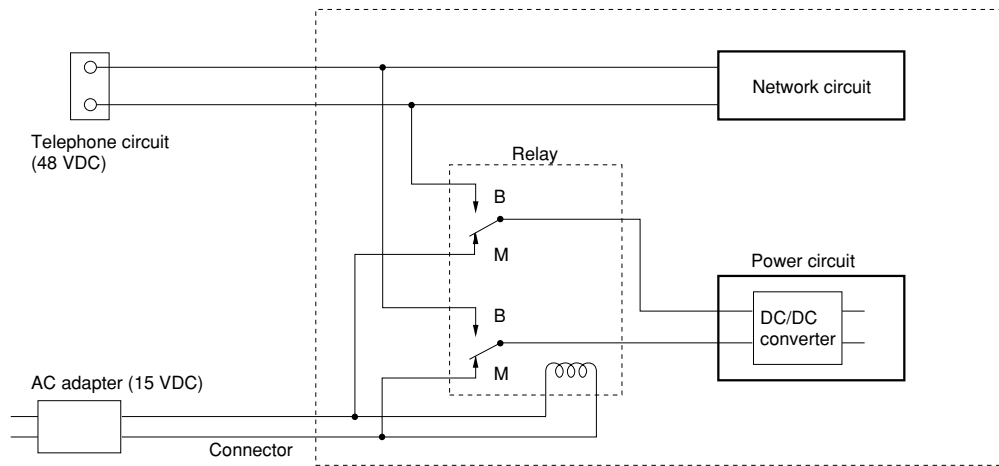 Network circuit
Telephone circuit
(48 VDC)
Relay
B
M
Power circuit
B
DC/DC
converter
M
AC adapter (15 VDC)
Connector